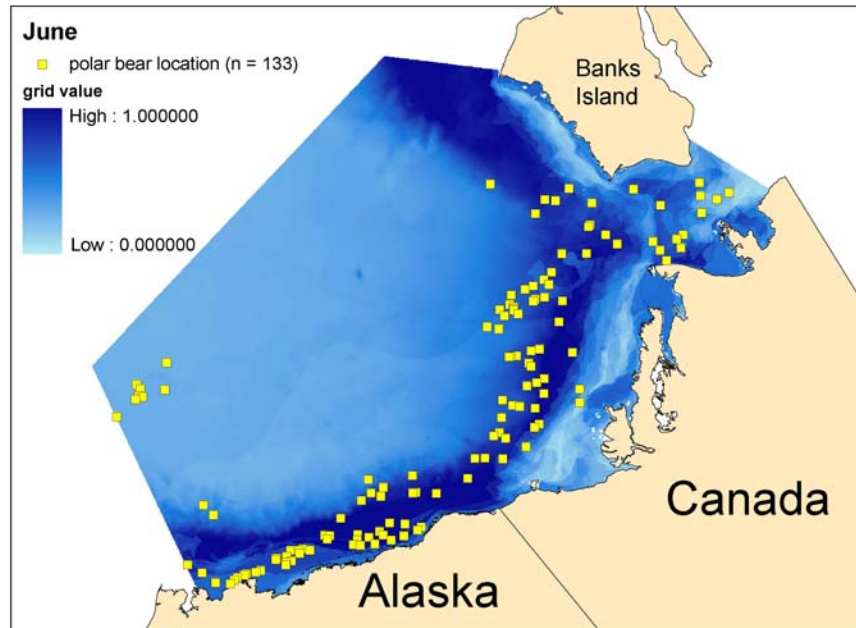 June
polar bear location (n = 133)
grid value
High : 1.000000
Low : 0.000000
Banks
Island
Canada
Alaska